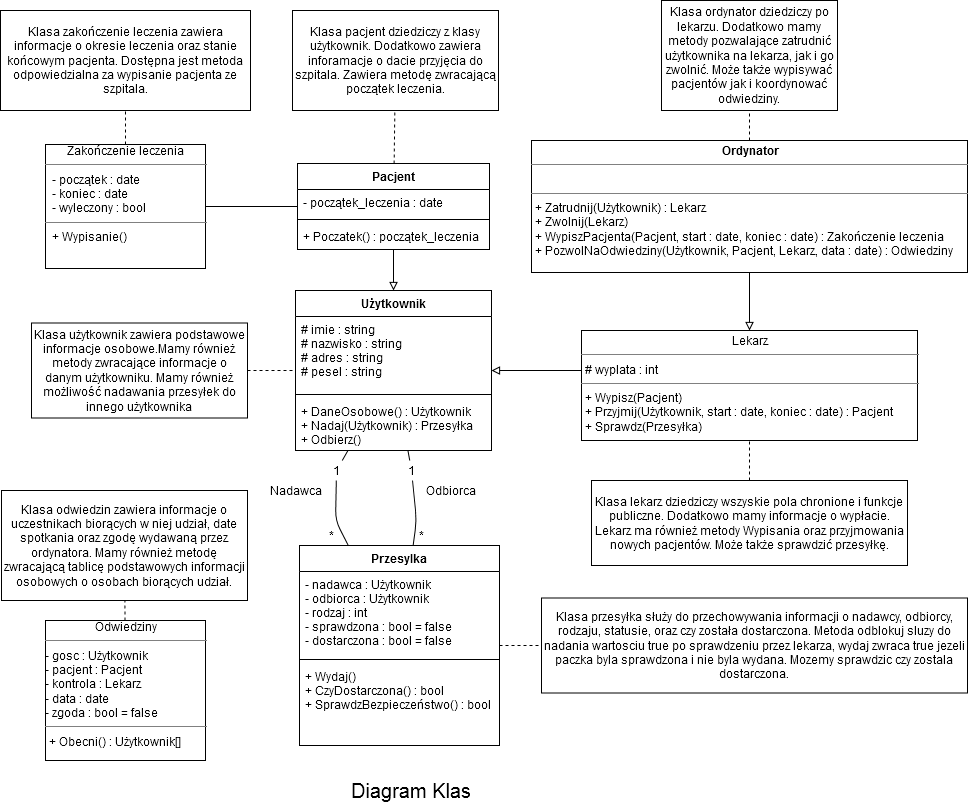 Klasa zakończenie leczenia zawiera
informacje o okresie leczenia oraz stanie
końcowym pacjenta. Dostępna jest metoda
odpowiedzialna za wypisanie pacjenta ze
szpitala.
Klasa pacjent dziedziczy z klasy
użytkownik. Dodatkowo zawiera
inforamacje o dacie przyjęcia do
szpitala. Zawiera metodę zwracającą
początek leczenia.
Klasa ordynator dziedziczy po
lekarzu. Dodatkowo mamy
metody pozwalające zatrudnić
użytkownika na lekarza, jak i go
zwolnić. Może także wypisywać
pacjentów jak i koordynować
odwiedziny.
Zakończenie leczenia
- początek : date
- koniec : date
- wyleczony : bool
+ Wypisanie()
Pacjent
- początek_leczenia : date
+ Poczatek() : początek_leczenia
Ordynator
+ Zatrudnij(Użytkownik) : Lekarz
+ Zwolnij(Lekarz)
+ WypiszPacjenta(Pacjent, start : date, koniec : date) : Zakończenie leczenia
+ PozwolNaOdwiedziny(Użytkownik, Pacjent, Lekarz, data : date) : Odwiedziny
Klasa użytkownik zawiera podstawowe
informacje osobowe.Mamy również
metody zwracające informacje o
danym użytkowniku. Mamy również
możliwość nadawania przesyłek do
innego użytkownika
Użytkownik
# imie : string
# nazwisko : string
# adres : string
# pesel : string
+ DaneOsobowe() : Użytkownik
+ Nadaj(Użytkownik) : Przesyłka
+ Odbierz()
Lekarz
# wyplata : int
+ Wypisz(Pacjent)
+ Przyjmij(Użytkownik, start : date, koniec : date) : Pacjent
+ Sprawdz(Przesyłka)
1
1
Nadawca
Odbiorca
*
*
Klasa lekarz dziedziczy wszyskie pola chronione i funkcje
publiczne. Dodatkowo mamy informacje o wypłacie.
Lekarz ma również metody Wypisania oraz przyjmowania
nowych pacjentów. Może także sprawdzić przesyłkę.
Klasa odwiedzin zawiera informacje o
uczestnikach biorących w niej udział, date
spotkania oraz zgodę wydawaną przez
ordynatora. Mamy również metodę
zwracającą tablicę podstawowych informacji
osobowych o osobach biorących udział.
Odwiedziny
- gosc : Użytkownik
- pacjent : Pacjent
- kontrola : Lekarz
- data : date
- zgoda : bool = false
+ Obecni() : Użytkownik[]
Przesylka
- nadawca : Użytkownik
- odbiorca : Użytkownik
- rodzaj : int
- sprawdzona : bool = false
- dostarczona : bool = false
+ Wydaj()
+ CzyDostarczona() : bool
+ SprawdzBezpieczeństwo() : bool
Klasa przesyłka służy do przechowywania informacji o nadawcy, odbiorcy,
rodzaju, statusie, oraz czy została dostarczona. Metoda odblokuj sluzy do
nadania wartosciu true po sprawdzeniu przez lekarza, wydaj zwraca true jezeli
paczka byla sprawdzona i nie byla wydana. Mozemy sprawdzic czy zostala
dostarczona.
Diagram Klas